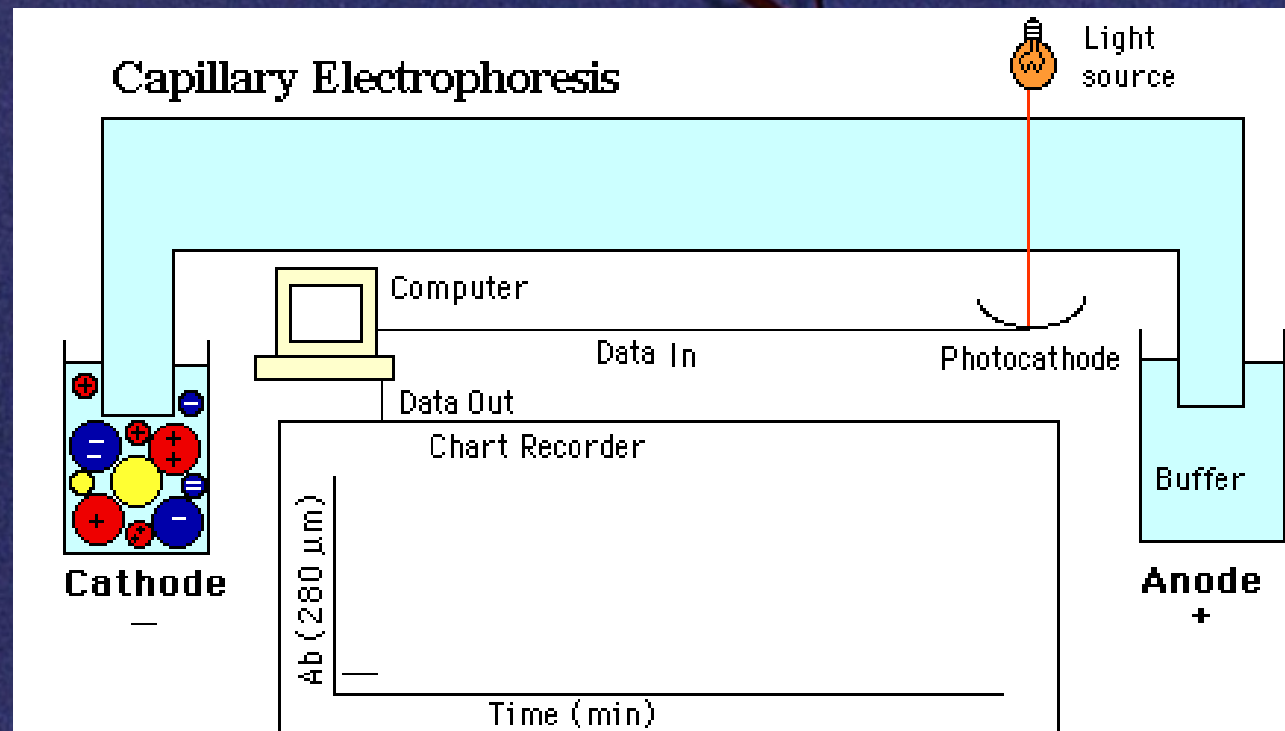 Capillary Electrophoresis
Light
source
Computer
Data In
Photocathode
Data Out
Chart Recorder
Ab (280 µm)
Time (min)
Buffer
Cathode
−
Anode
+